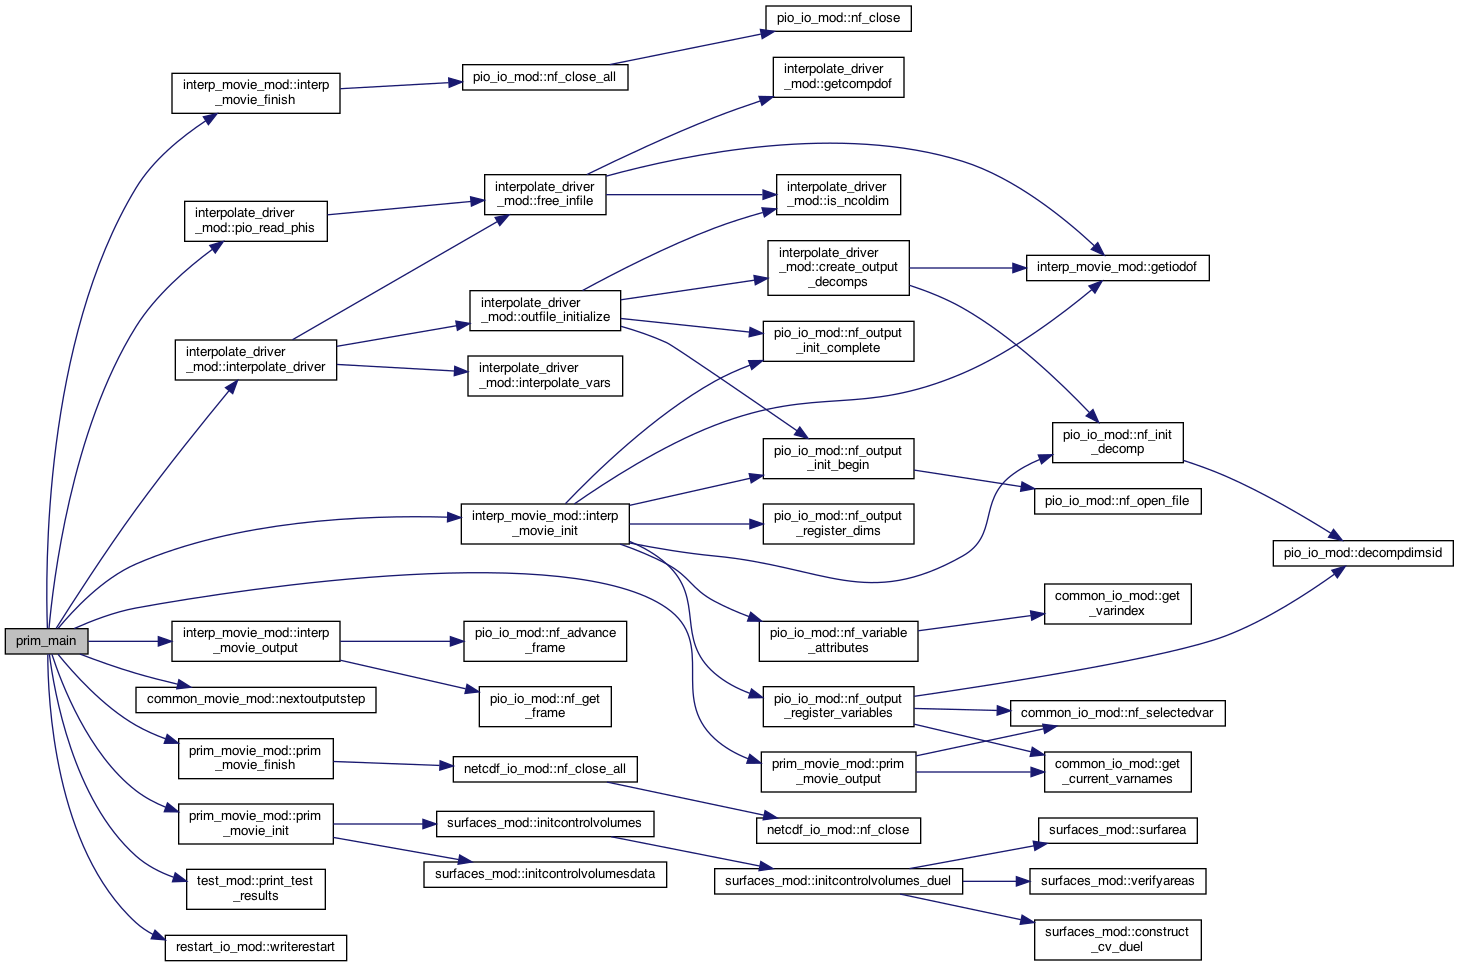 pio_io_mod::nf_close
interp_movie_mod::interp
_movie_finish
pio_io_mod::nf_close_all
interpolate_driver
_mod::getcompdof
interpolate_driver
_mod::pio_read_phis
interpolate_driver
_mod::free_infile
interpolate_driver
_mod::is_ncoldim
interpolate_driver
_mod::create_output
_decomps
interp_movie_mod::getiodof
interpolate_driver
_mod::interpolate_driver
interpolate_driver
_mod::outfile_initialize
interpolate_driver
_mod::interpolate_vars
pio_io_mod::nf_output
_init_complete
pio_io_mod::nf_output
_init_begin
pio_io_mod::nf_init
_decomp
pio_io_mod::nf_open_file
interp_movie_mod::interp
_movie_init
pio_io_mod::nf_output
_register_dims
pio_io_mod::decompdimsid
prim_main
interp_movie_mod::interp
_movie_output
pio_io_mod::nf_advance
_frame
pio_io_mod::nf_variable
_attributes
common_io_mod::get
_varindex
common_movie_mod::nextoutputstep
pio_io_mod::nf_get
_frame
pio_io_mod::nf_output
_register_variables
common_io_mod::nf_selectedvar
prim_movie_mod::prim
_movie_finish
netcdf_io_mod::nf_close_all
prim_movie_mod::prim
_movie_output
common_io_mod::get
_current_varnames
prim_movie_mod::prim
_movie_init
surfaces_mod::initcontrolvolumes
netcdf_io_mod::nf_close
surfaces_mod::surfarea
test_mod::print_test
_results
surfaces_mod::initcontrolvolumesdata
surfaces_mod::initcontrolvolumes_duel
surfaces_mod::verifyareas
restart_io_mod::writerestart
surfaces_mod::construct
_cv_duel